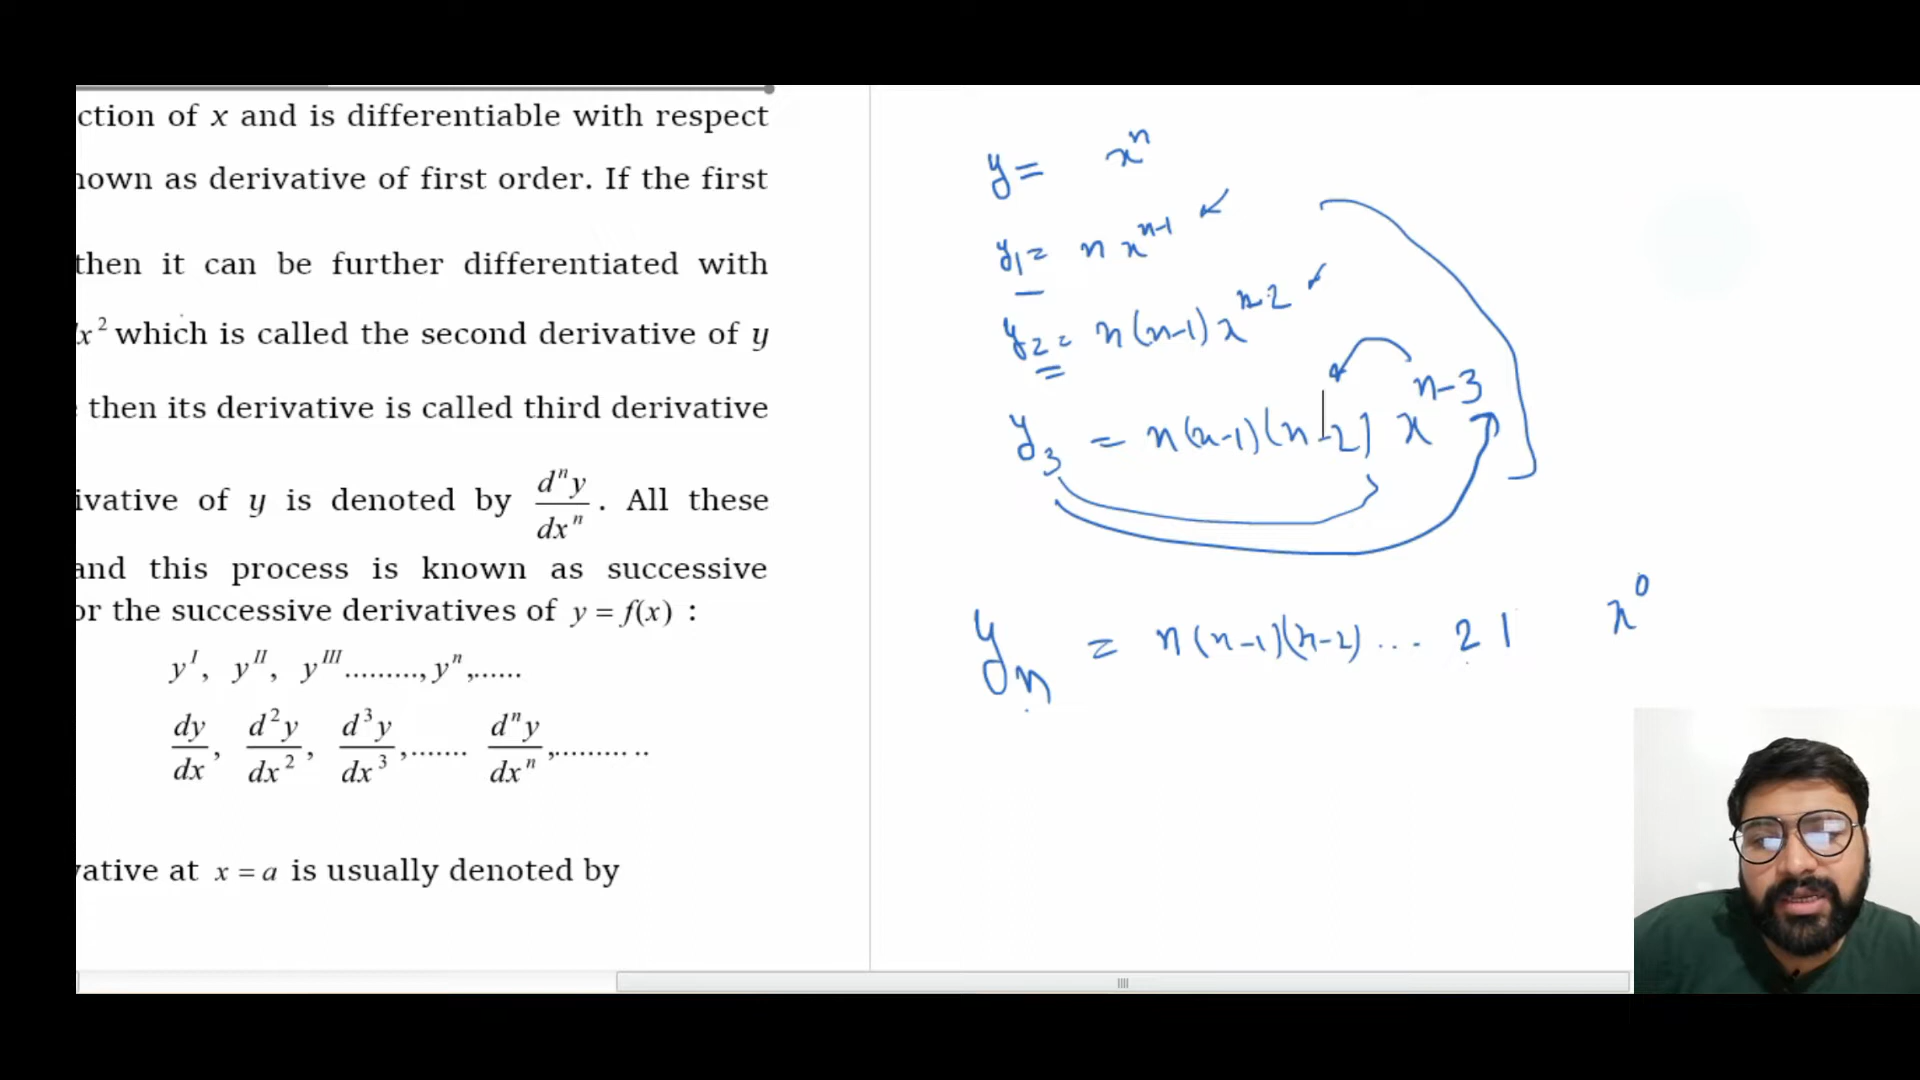 ction of x and is differentiable with respect
nown as derivative of first order. If the first
then it can be further differentiated with
x² which is called the second derivative of y
then its derivative is called third derivative
ivative of y is denoted by dⁿy/dxⁿ. All these
and this process is known as successive
or the successive derivatives of y = f(x) :
y^I, y^II, y^III........., yⁿ,......
dy/dx, d²y/dx², d³y/dx³,....... dⁿy/dxⁿ,...........
vative at x = a is usually denoted by
y = xⁿ
y₁ = n xⁿ⁻¹
y₂ = n(n-1) xⁿ⁻²
y₃ = n(n-1)(n-2) xⁿ⁻³
yₙ = n(n-1)(n-2) ... 2 1 x⁰